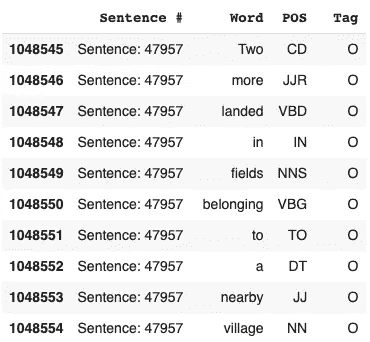 Sentence # Word POS Tag
1048545 Sentence: 47957 Two CD O
1048546 Sentence: 47957 more JJR O
1048547 Sentence: 47957 landed VBD O
1048548 Sentence: 47957 in IN O
1048549 Sentence: 47957 fields NNS O
1048550 Sentence: 47957 belonging VBG O
1048551 Sentence: 47957 to TO O
1048552 Sentence: 47957 a DT O
1048553 Sentence: 47957 nearby JJ O
1048554 Sentence: 47957 village NN O